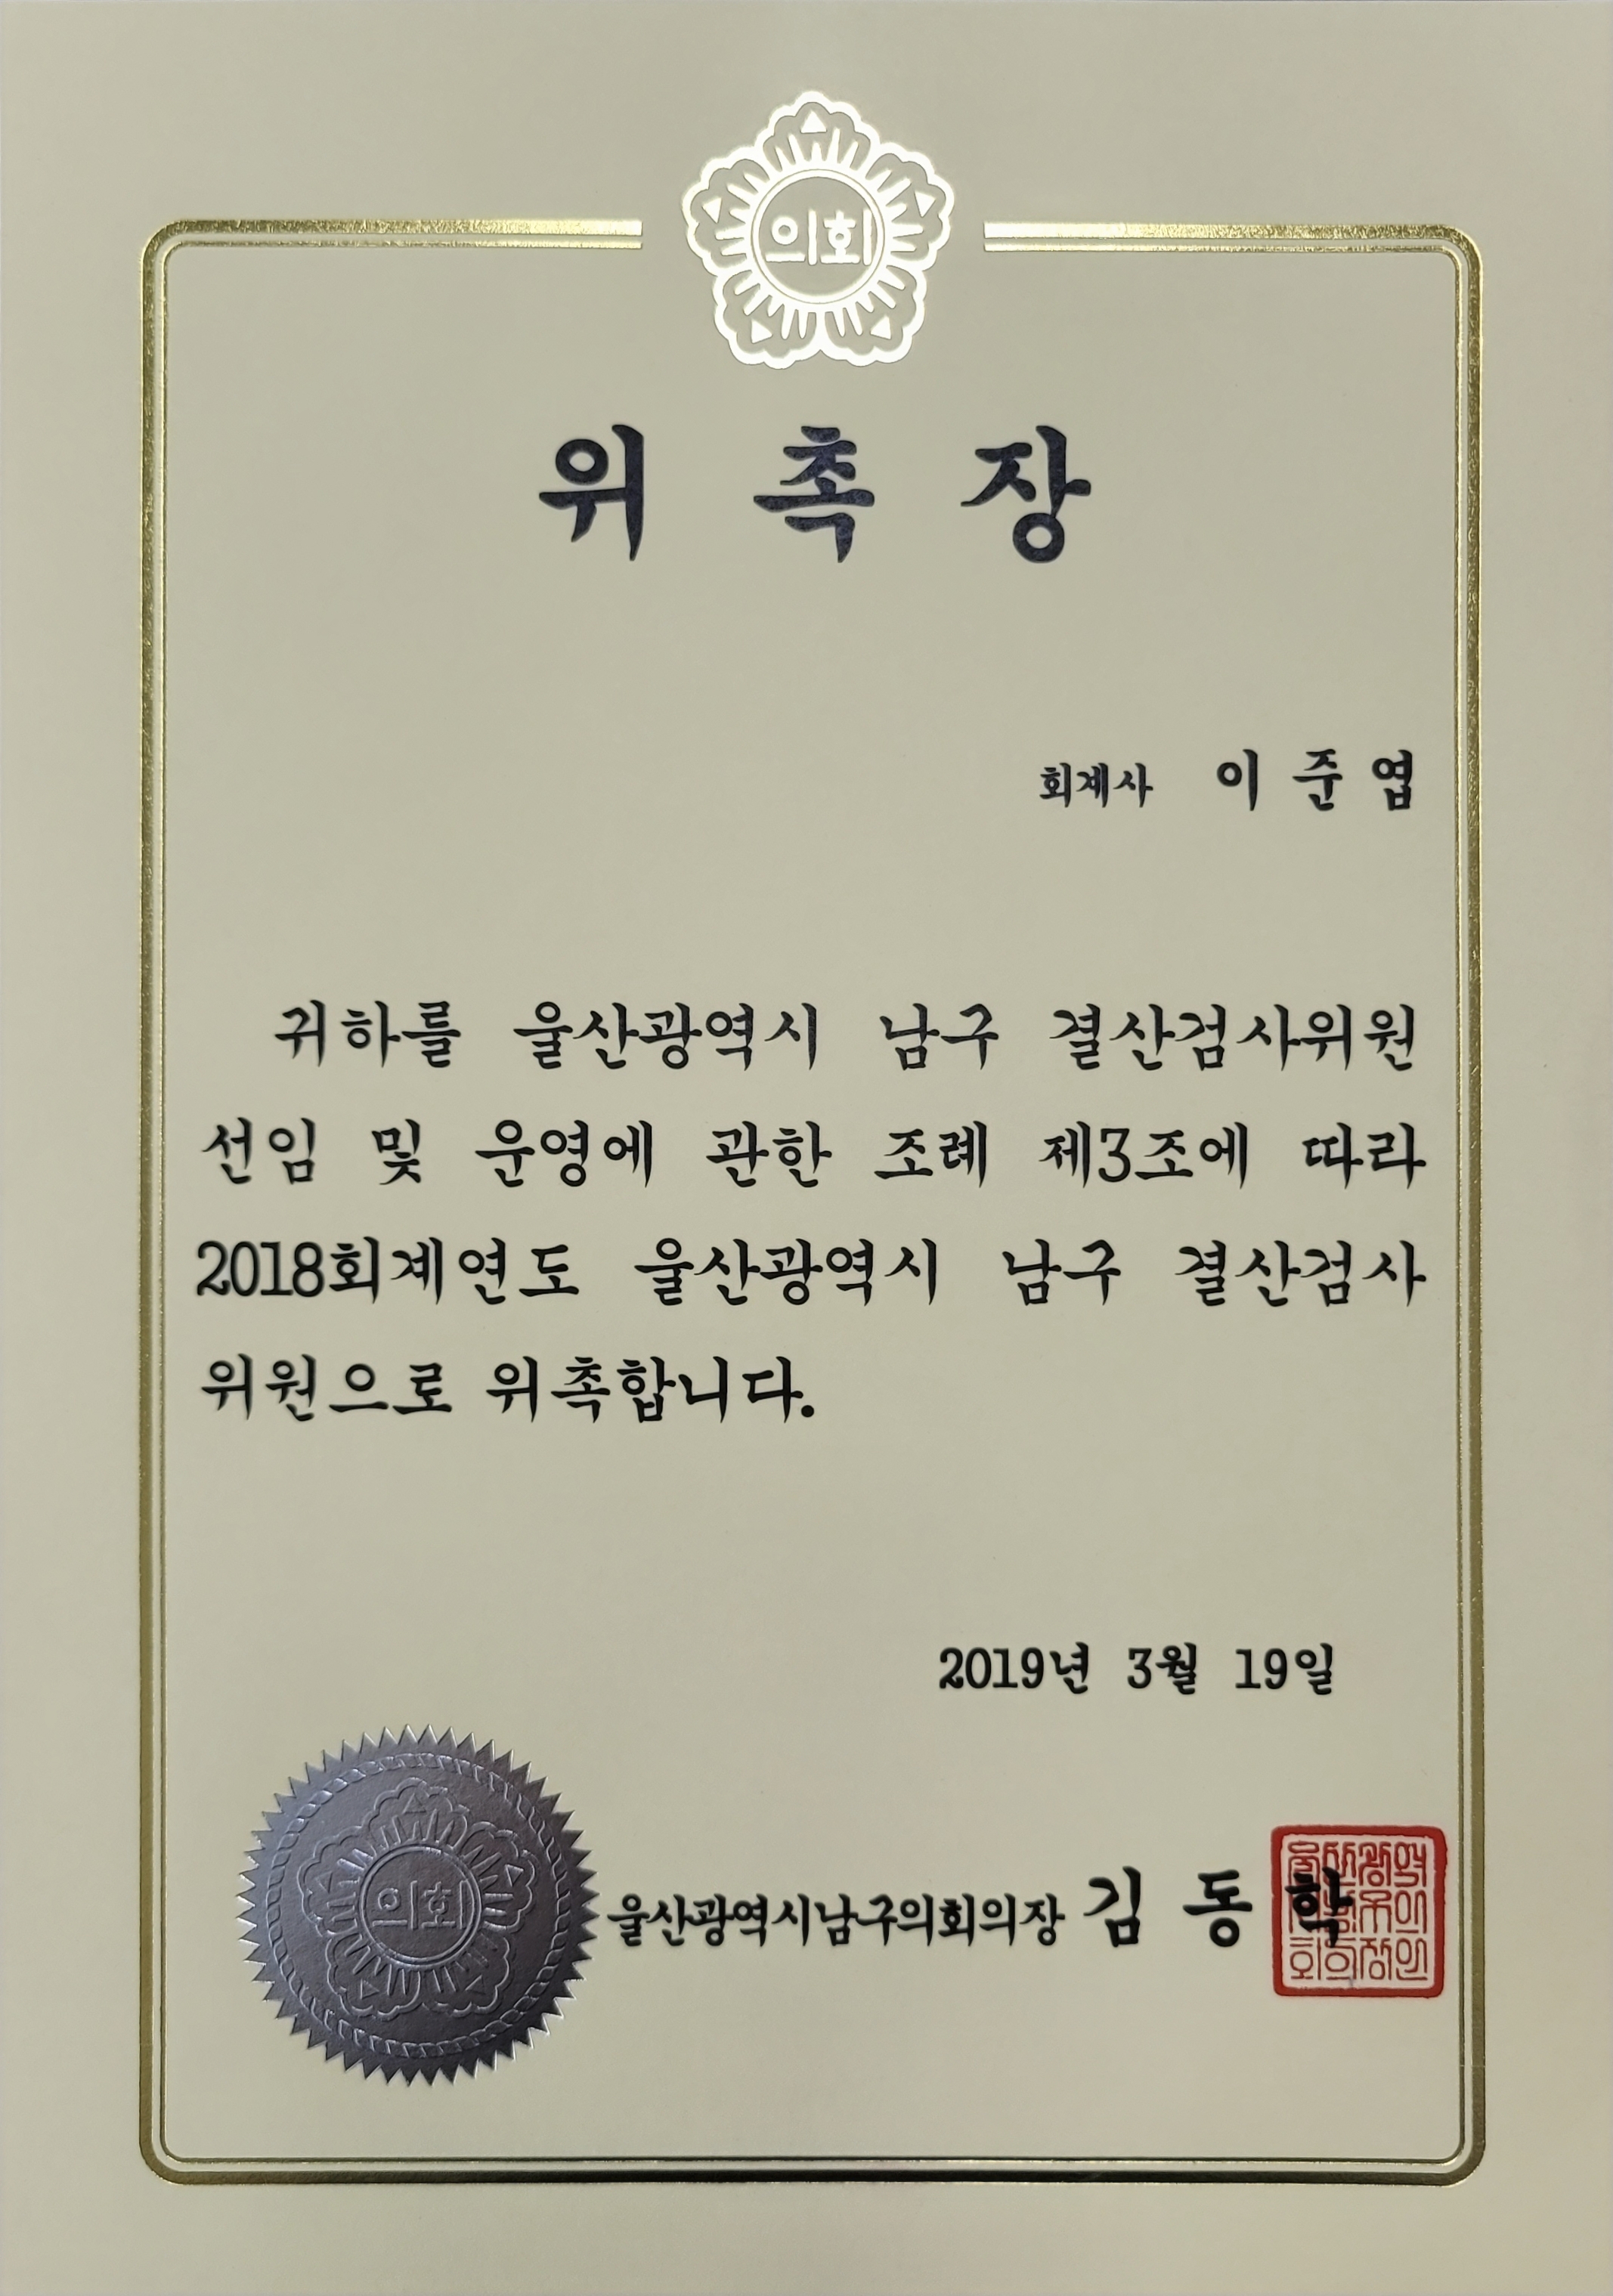 의회
위 촉 장
회계사 이 준 엽
귀하를 울산광역시 남구 결산검사위원
선임 및 운영에 관한 조례 제3조에 따라
2018회계연도 울산광역시 남구 결산검사
위원으로 위촉합니다.
2019년 3월 19일
의회
울산광역시남구의회의장 김 동 학